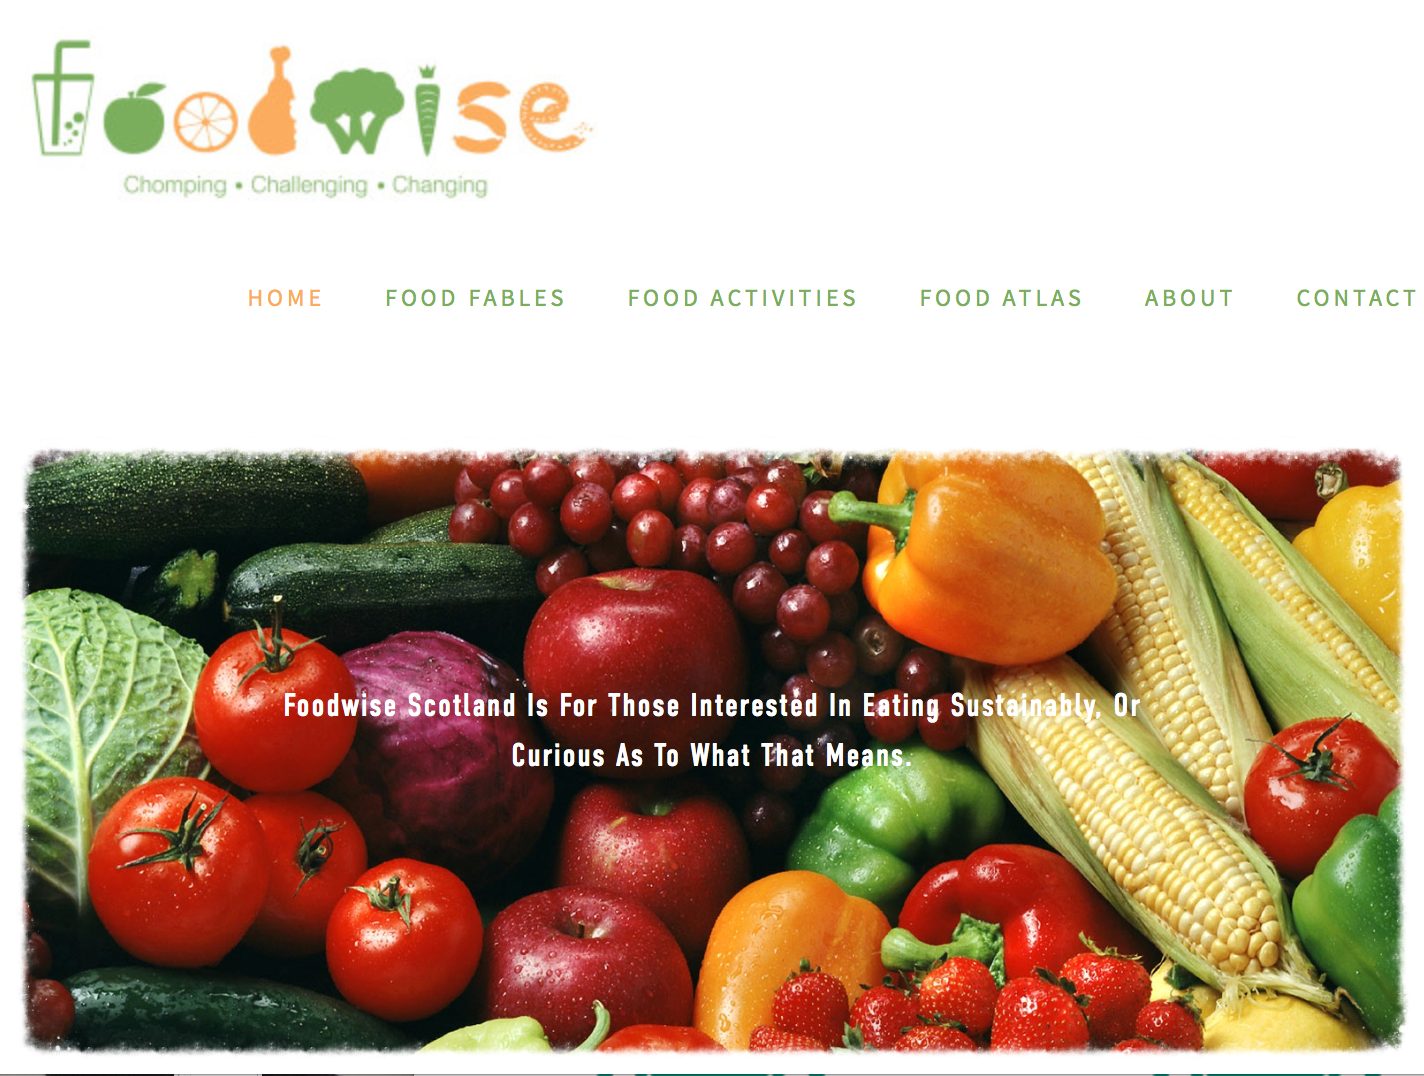 foodwise
Chomping • Challenging • Changing
HOME FOOD FABLES FOOD ACTIVITIES FOOD ATLAS ABOUT CONTACT
Foodwise Scotland Is For Those Interested In Eating Sustainably, Or
Curious As To What That Means.